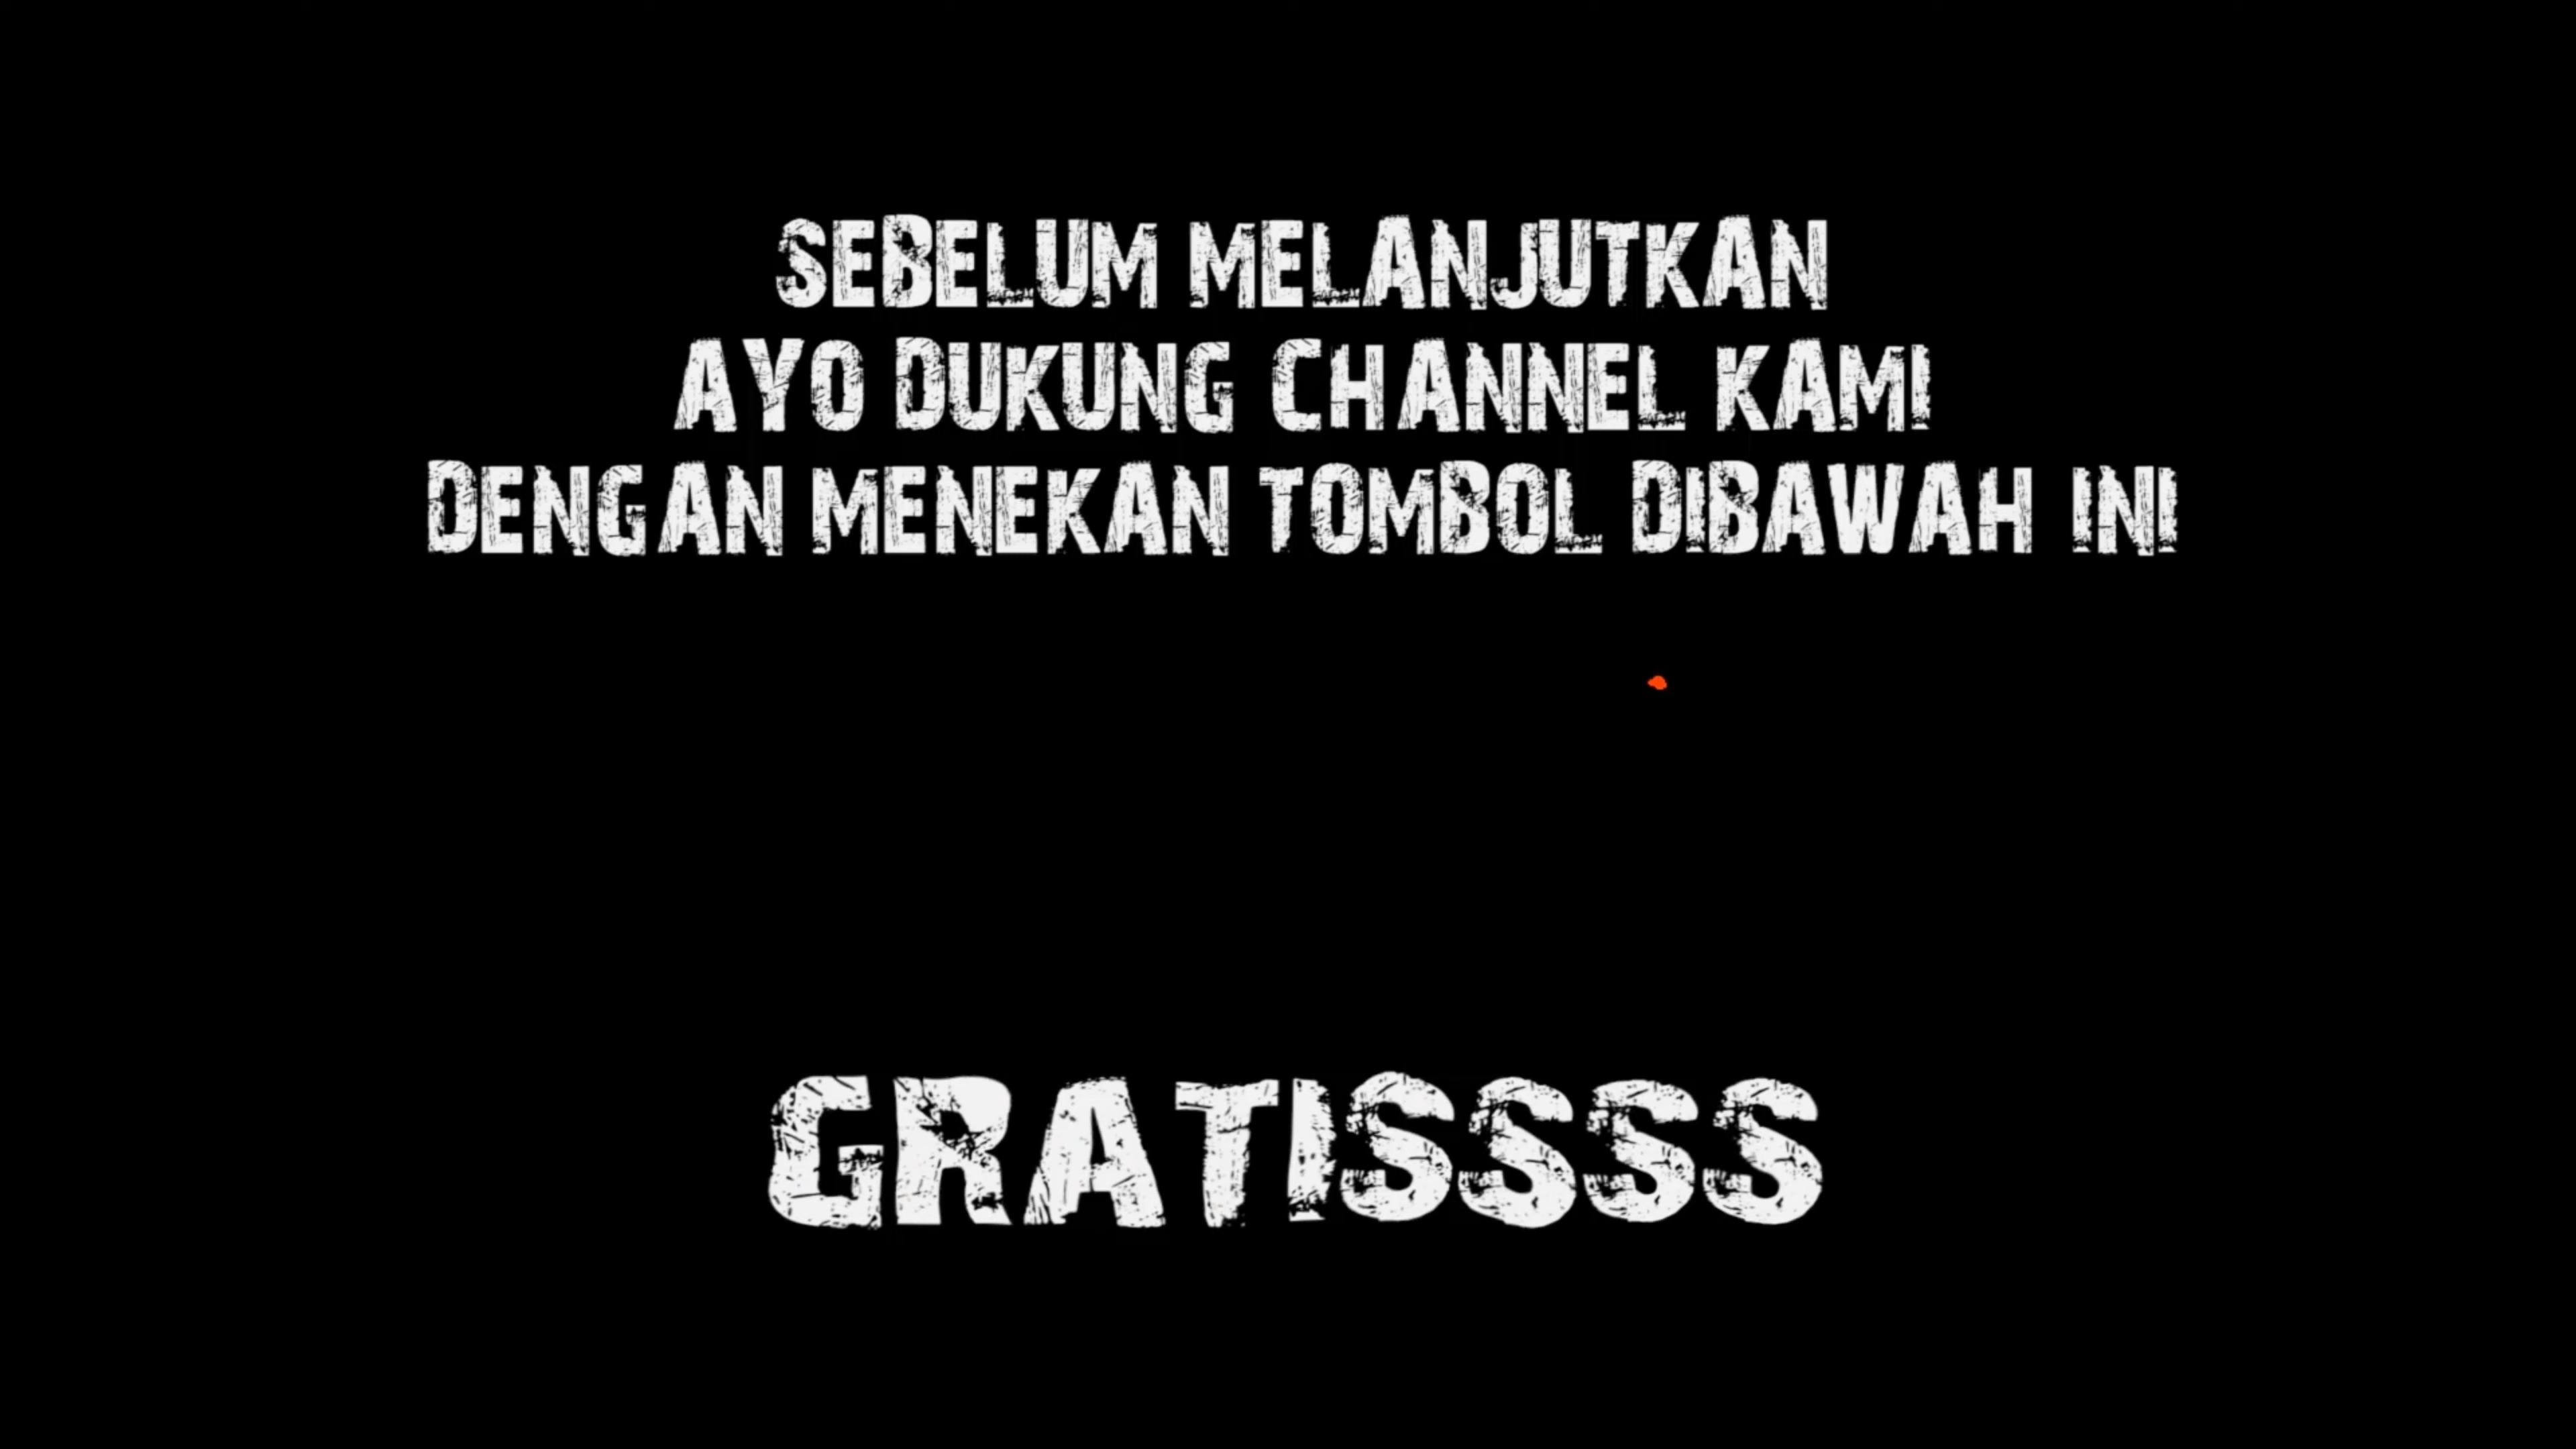 SEBELUM MELANJUTKAN
AYO DUKUNG CHANNEL KAMI
DENGAN MENEKAN TOMBOL DIBAWAH INI
GRATISSSS